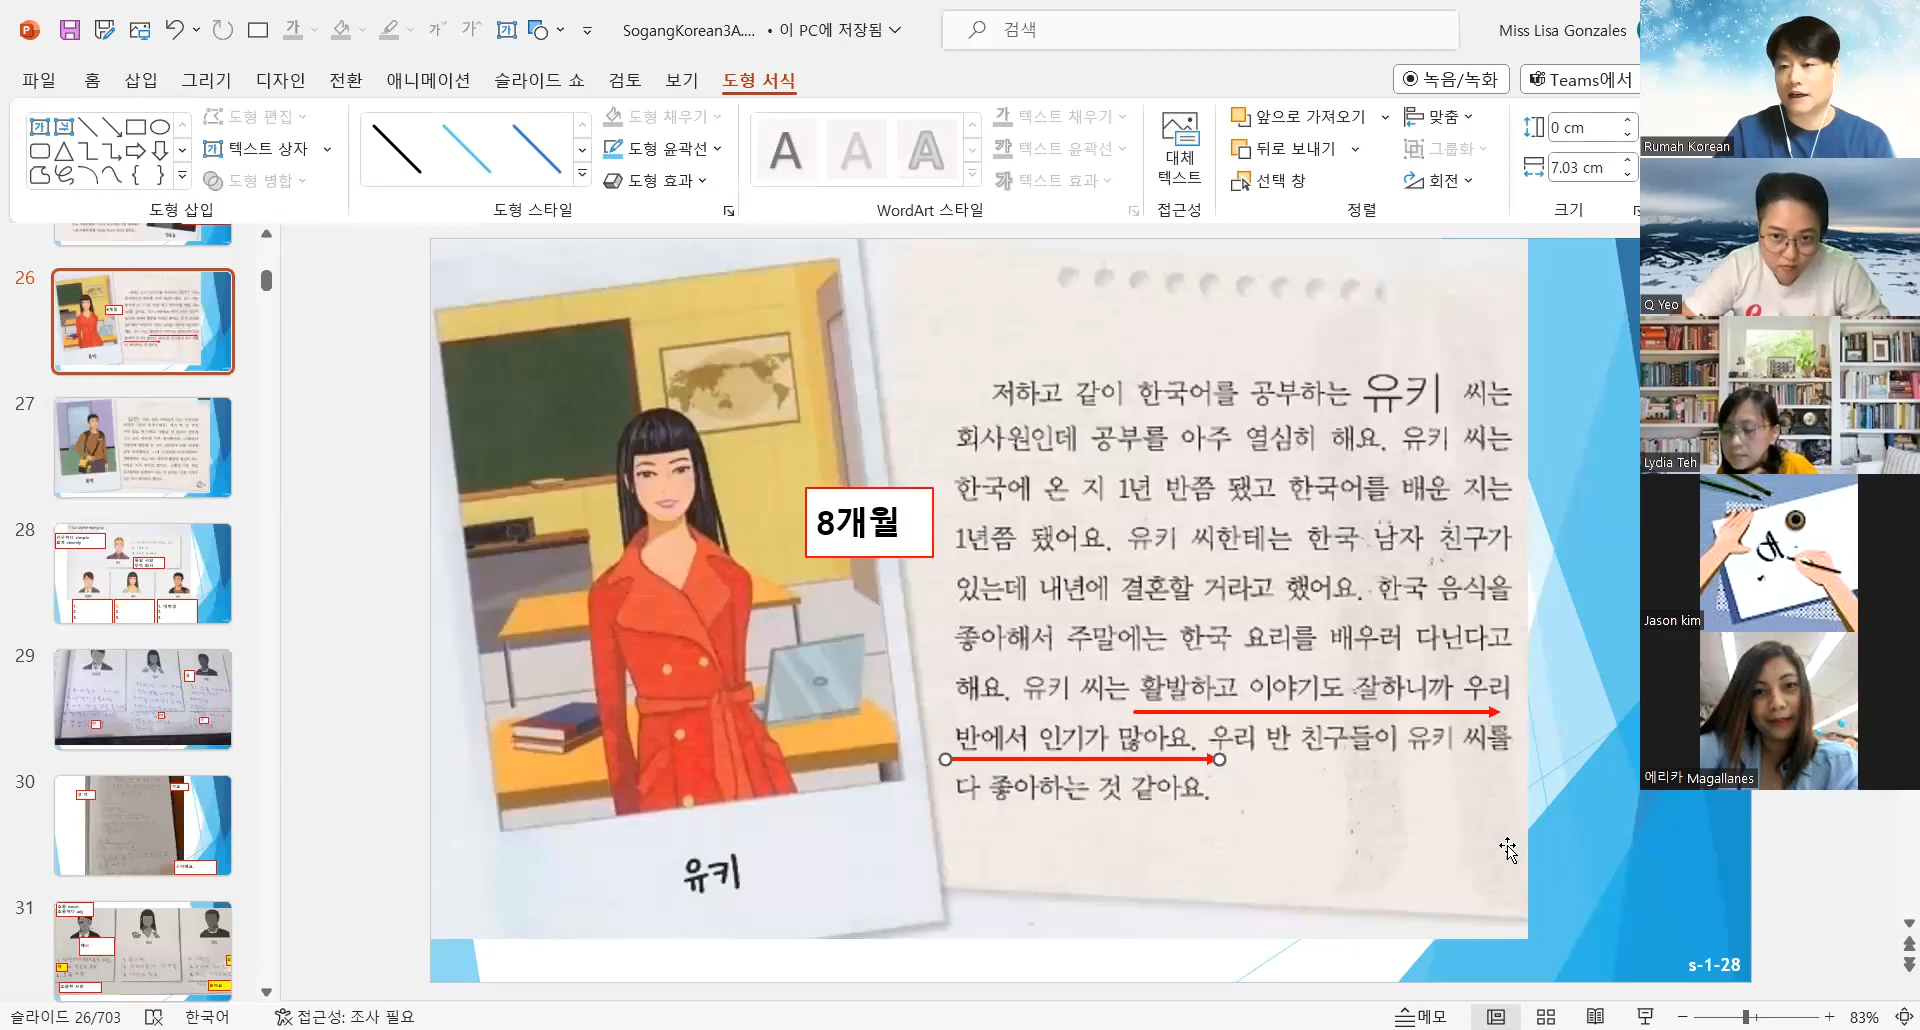 SogangKorean3A.... • 이 PC에 저장됨
검색
Miss Lisa Gonzales
파일 홈 삽입 그리기 디자인 전환 애니메이션 슬라이드 쇼 검토 보기 도형 서식
녹음/녹화
Teams에서
도형 편집
텍스트 상자
도형 병합
도형 삽입
도형 채우기
도형 윤곽선
도형 효과
도형 스타일
텍스트 채우기
텍스트 윤곽선
텍스트 효과
WordArt 스타일
대체
텍스트
접근성
앞으로 가져오기
뒤로 보내기
선택 창
맞춤
그룹화
회전
정렬
0 cm
7.03 cm
크기
26
27
28
29
30
31
저하고 같이 한국어를 공부하는 유키 씨는
회사원인데 공부를 아주 열심히 해요. 유키 씨는
한국에 온 지 1년 반쯤 됐고 한국어를 배운 지는
1년쯤 됐어요. 유키 씨한테는 한국 남자 친구가
있는데 내년에 결혼할 거라고 했어요. 한국 음식을
좋아해서 주말에는 한국 요리를 배우러 다닌다고
해요. 유키 씨는 활발하고 이야기도 잘하니까 우리
반에서 인기가 많아요. 우리 반 친구들이 유키 씨를
다 좋아하는 것 같아요.
8개월
유키
s-1-28
Rumah Korean
Q Yeo
Lydia Teh
Jason kim
에리카 Magallanes
슬라이드 26/703
한국어
접근성: 조사 필요
메모
83%